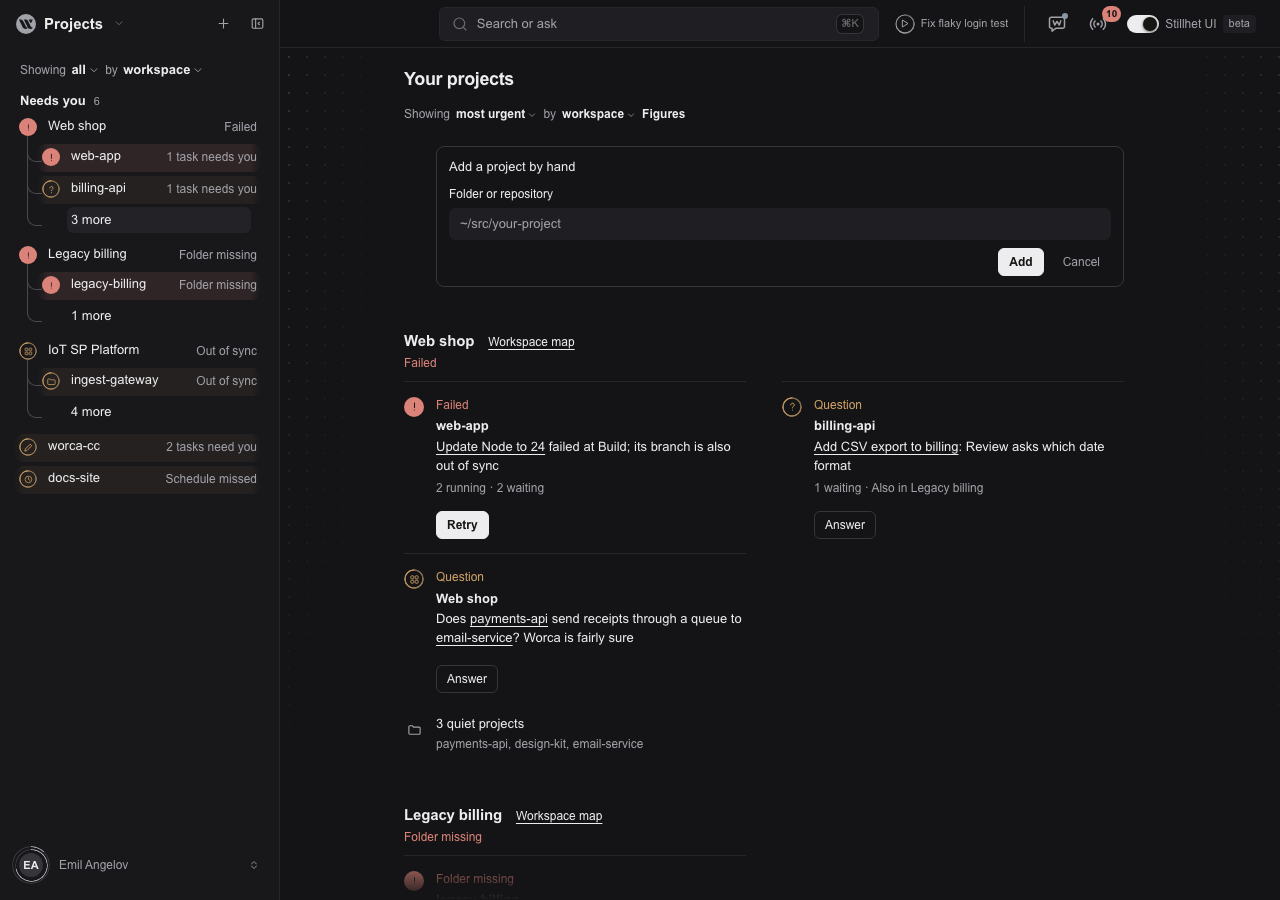 Projects
Search or ask
⌘K
Fix flaky login test
10
Stillhet UI
beta
Showing all by workspace
Needs you 6
Web shop Failed
web-app 1 task needs you
billing-api 1 task needs you
3 more
Legacy billing Folder missing
legacy-billing Folder missing
1 more
IoT SP Platform Out of sync
ingest-gateway Out of sync
4 more
worca-cc 2 tasks need you
docs-site Schedule missed
EA Emil Angelov
Your projects
Showing most urgent by workspace Figures
Add a project by hand
Folder or repository
~/src/your-project
Add Cancel
Web shop Workspace map
Failed
Failed
web-app
Update Node to 24 failed at Build; its branch is also
out of sync
2 running · 2 waiting
Retry
Question
billing-api
Add CSV export to billing: Review asks which date
format
1 waiting · Also in Legacy billing
Answer
Question
Web shop
Does payments-api send receipts through a queue to
email-service? Worca is fairly sure
Answer
3 quiet projects
payments-api, design-kit, email-service
Legacy billing Workspace map
Folder missing
Folder missing